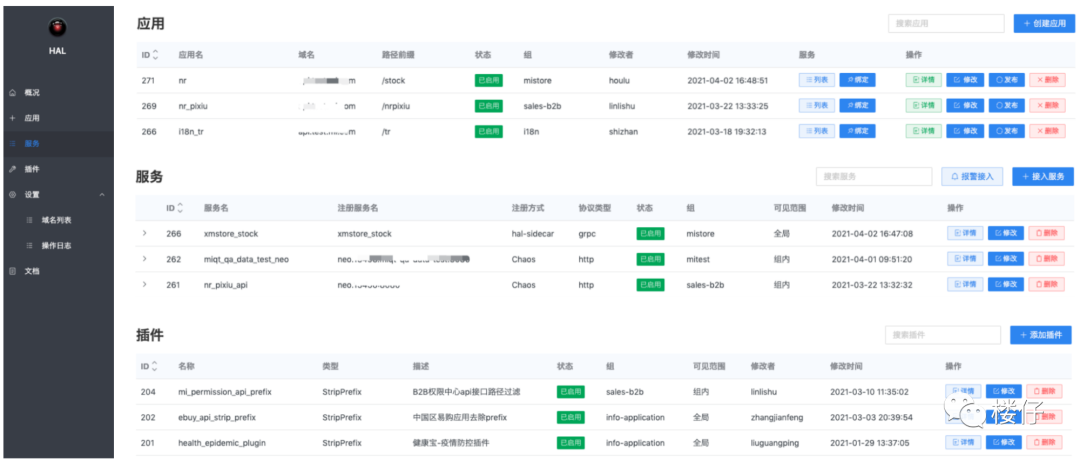 HAL
概况
应用
服务
插件
设置
域名列表
操作日志
文档
应用 搜索应用 + 创建应用
ID 应用名 域名 路径前缀 状态 组 修改者 修改时间 服务 操作
271 nr /stock 已启用 mistore houlu 2021-04-02 16:48:51 列表 绑定 详情 修改 发布 删除
269 nr_pixiu /nrpixiu 已启用 sales-b2b linlishu 2021-03-22 13:33:25 列表 绑定 详情 修改 发布 删除
266 i18n_tr /tr 已启用 i18n shizhan 2021-03-18 19:32:13 列表 绑定 详情 修改 发布 删除
服务 搜索服务 报警接入 + 接入服务
ID 服务名 注册服务名 注册方式 协议类型 状态 组 可见范围 修改时间 操作
266 xmstore_stock xmstore_stock hal-sidecar grpc 已启用 mistore 全局 2021-04-02 16:47:08 详情 修改 删除
262 miqt_qa_data_test_neo Chaos http 已启用 mitest 组内 2021-04-01 09:51:20 详情 修改 删除
261 nr_pixiu_api Chaos http 已启用 sales-b2b 组内 2021-03-22 13:32:32 详情 修改 删除
插件 搜索插件 + 添加插件
ID 名称 类型 描述 状态 组 可见范围 修改者 修改时间 操作
204 mi_permission_api_prefix StripPrefix B2B权限中心api接口路径过滤 已启用 sales-b2b 组内 linlishu 2021-03-10 11:35:02 详情 修改 删除
202 ebuy_api_strip_prefix StripPrefix 中国区易购应用去除prefix 已启用 info-application 全局 zhangjianfeng 2021-03-03 20:39:54 删除
201 health_epidemic_plugin StripPrefix 健康宝-疫情防控插件 已启用 info-application 全局 liuguangping 2021-01-29 13:37:05 详情 修改 删除
楼仔